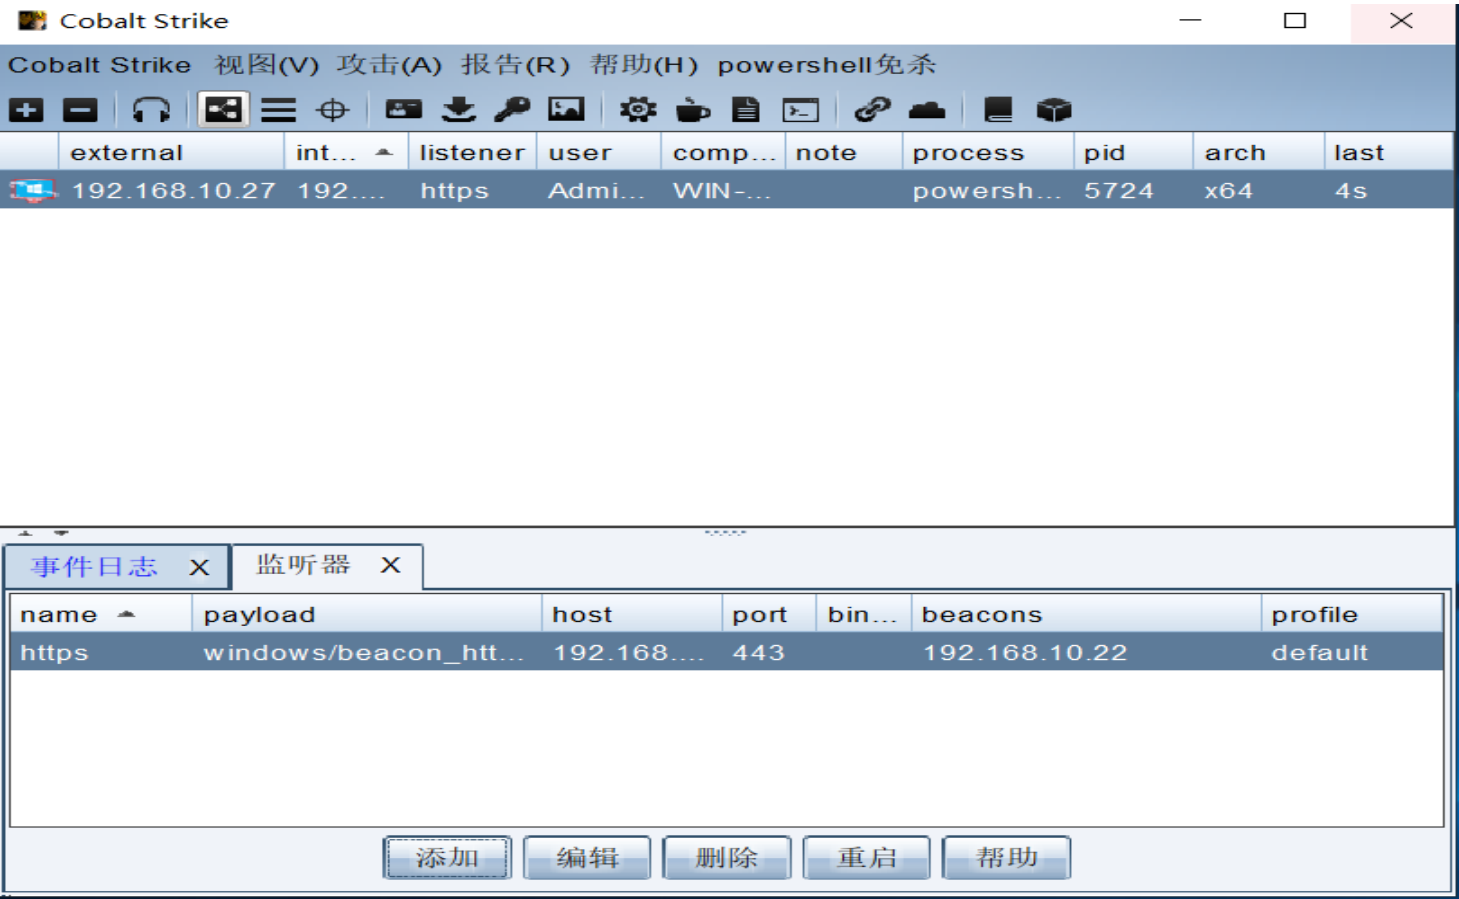 Cobalt Strike
Cobalt Strike 视图(V) 攻击(A) 报告(R) 帮助(H) powershell免杀
external int... listener user comp... note process pid arch last
192.168.10.27 192.... https Admi... WIN-... powersh... 5724 x64 4s
事件日志 X 监听器 X
name payload host port bin... beacons profile
https windows/beacon_htt... 192.168.... 443 192.168.10.22 default
添加 编辑 删除 重启 帮助